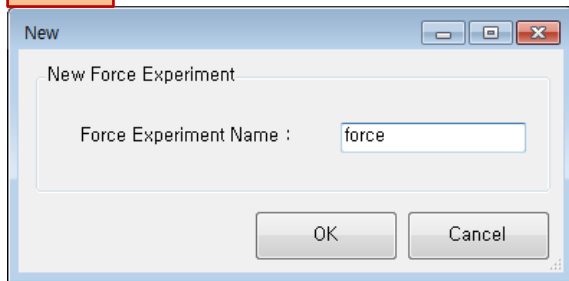 New
New Force Experiment
Force Experiment Name :
force
OK
Cancel